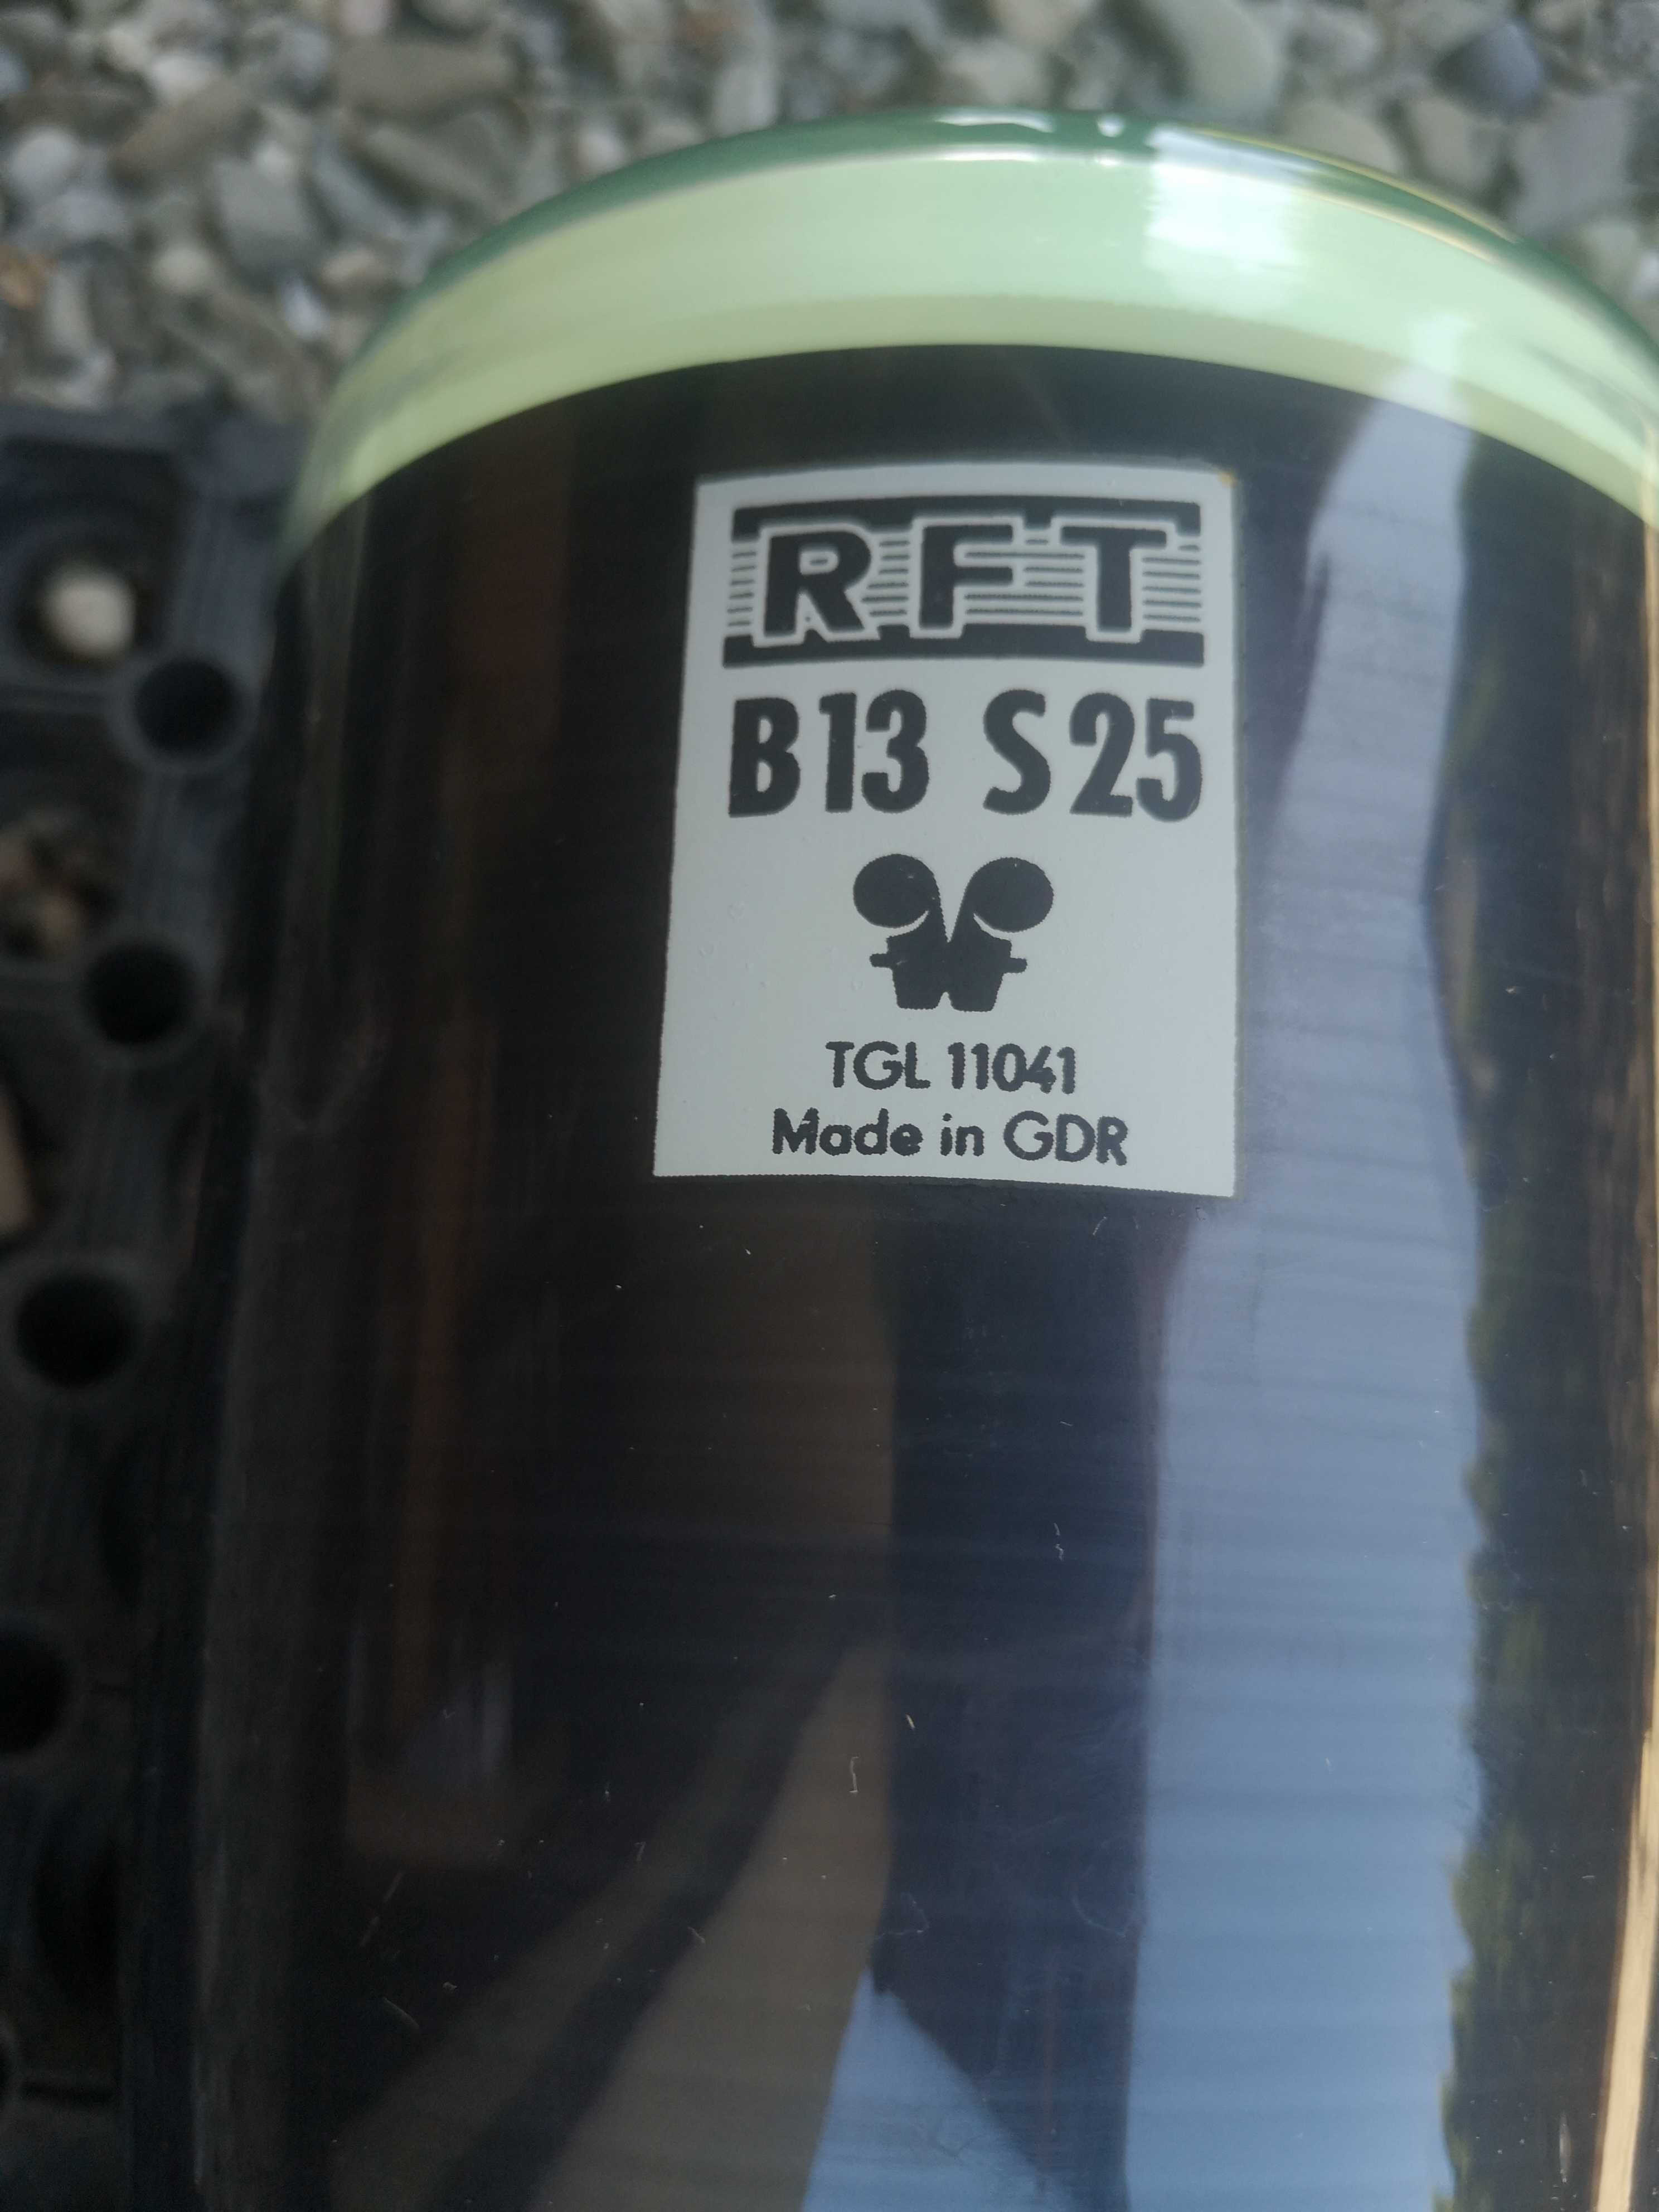 RFT
B13 S25
TGL 11041
Made in GDR